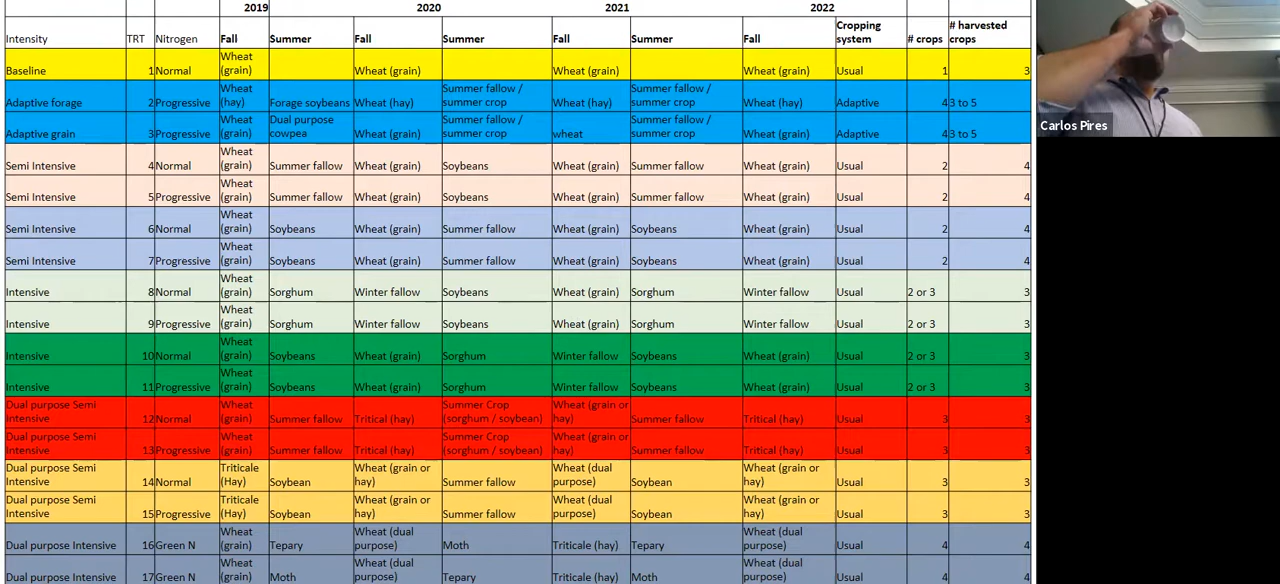 2019 2020 2021 2022
Intensity TRT Nitrogen Fall Summer Fall Summer Fall Summer Fall Cropping system # crops # harvested crops
Baseline 1 Normal Wheat (grain) Wheat (grain) Wheat (grain) Wheat (grain) Usual 1 3
Adaptive forage 2 Progressive Wheat (hay) Forage soybeans Wheat (hay) Summer fallow / summer crop Wheat (hay) Summer fallow / summer crop Wheat (hay) Adaptive 4 3 to 5
Adaptive grain 3 Progressive Wheat (grain) Dual purpose cowpea Wheat (grain) Summer fallow / summer crop wheat Summer fallow / summer crop Wheat (grain) Adaptive 4 3 to 5
Semi Intensive 4 Normal Wheat (grain) Summer fallow Wheat (grain) Soybeans Wheat (grain) Summer fallow Wheat (grain) Usual 2 4
Semi Intensive 5 Progressive Wheat (grain) Summer fallow Wheat (grain) Soybeans Wheat (grain) Summer fallow Wheat (grain) Usual 2 4
Semi Intensive 6 Normal Wheat (grain) Soybeans Wheat (grain) Summer fallow Wheat (grain) Soybeans Wheat (grain) Usual 2 4
Semi Intensive 7 Progressive Wheat (grain) Soybeans Wheat (grain) Summer fallow Wheat (grain) Soybeans Wheat (grain) Usual 2 4
Intensive 8 Normal Wheat (grain) Sorghum Winter fallow Soybeans Wheat (grain) Sorghum Winter fallow Usual 2 or 3 3
Intensive 9 Progressive Wheat (grain) Sorghum Winter fallow Soybeans Wheat (grain) Sorghum Winter fallow Usual 2 or 3 3
Intensive 10 Normal Wheat (grain) Soybeans Wheat (grain) Sorghum Winter fallow Soybeans Wheat (grain) Usual 2 or 3 3
Intensive 11 Progressive Wheat (grain) Soybeans Wheat (grain) Sorghum Winter fallow Soybeans Wheat (grain) Usual 2 or 3 3
Dual purpose Semi Intensive 12 Normal Wheat (grain) Summer fallow Tritical (hay) Summer Crop (sorghum / soybean) Wheat (grain or hay) Summer fallow Tritical (hay) Usual 3 3
Dual purpose Semi Intensive 13 Progressive Wheat (grain) Summer fallow Tritical (hay) Summer Crop (sorghum / soybean) Wheat (grain or hay) Summer fallow Tritical (hay) Usual 3 3
Dual purpose Semi Intensive 14 Normal Triticale (Hay) Soybean Wheat (grain or hay) Summer fallow Wheat (dual purpose) Soybean Wheat (grain or hay) Usual 3 3
Dual purpose Semi Intensive 15 Progressive Triticale (Hay) Soybean Wheat (grain or hay) Summer fallow Wheat (dual purpose) Soybean Wheat (grain or hay) Usual 3 3
Dual purpose Intensive 16 Green N Wheat (grain) Tepary Wheat (dual purpose) Moth Triticale (hay) Tepary Wheat (dual purpose) Usual 4 4
Dual purpose Intensive 17 Green N Wheat (grain) Moth Wheat (dual purpose) Tepary Triticale (hay) Moth Wheat (dual purpose) Usual 4 4
Carlos Pires